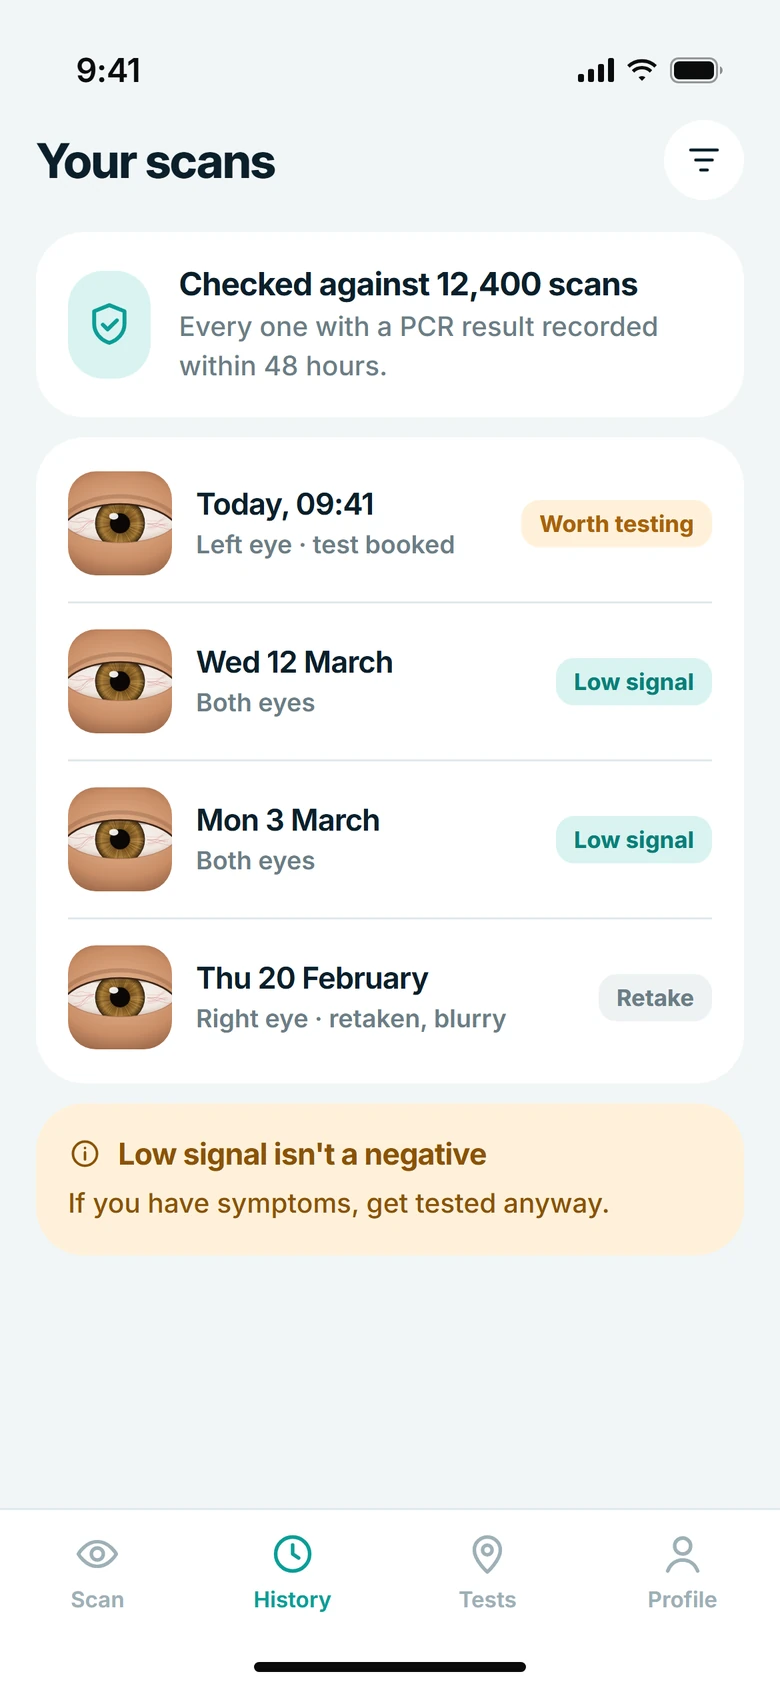 9:41
Your scans
Checked against 12,400 scans
Every one with a PCR result recorded
within 48 hours.
Today, 09:41
Left eye · test booked
Worth testing
Wed 12 March
Both eyes
Low signal
Mon 3 March
Both eyes
Low signal
Thu 20 February
Right eye · retaken, blurry
Retake
Low signal isn't a negative
If you have symptoms, get tested anyway.
Scan
History
Tests
Profile